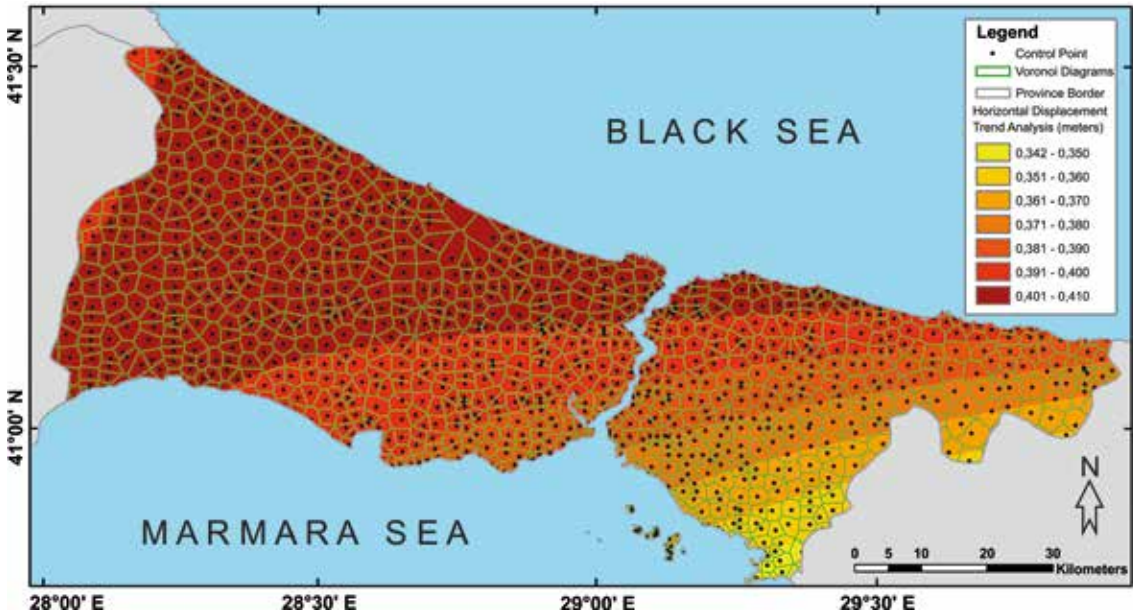 Legend
Control Point
Voronoi Diagrams
Province Border
Horizontal Displacement
Trend Analysis (meters)
0,342 - 0,350
0,351 - 0,360
0,361 - 0,370
0,371 - 0,380
0,381 - 0,390
0,391 - 0,400
0,401 - 0,410
41°30' N
BLACK SEA
41°00' N
MARMARA SEA
N
0 5 10 20 30
Kilometers
28°00' E 28°30' E 29°00' E 29°30' E